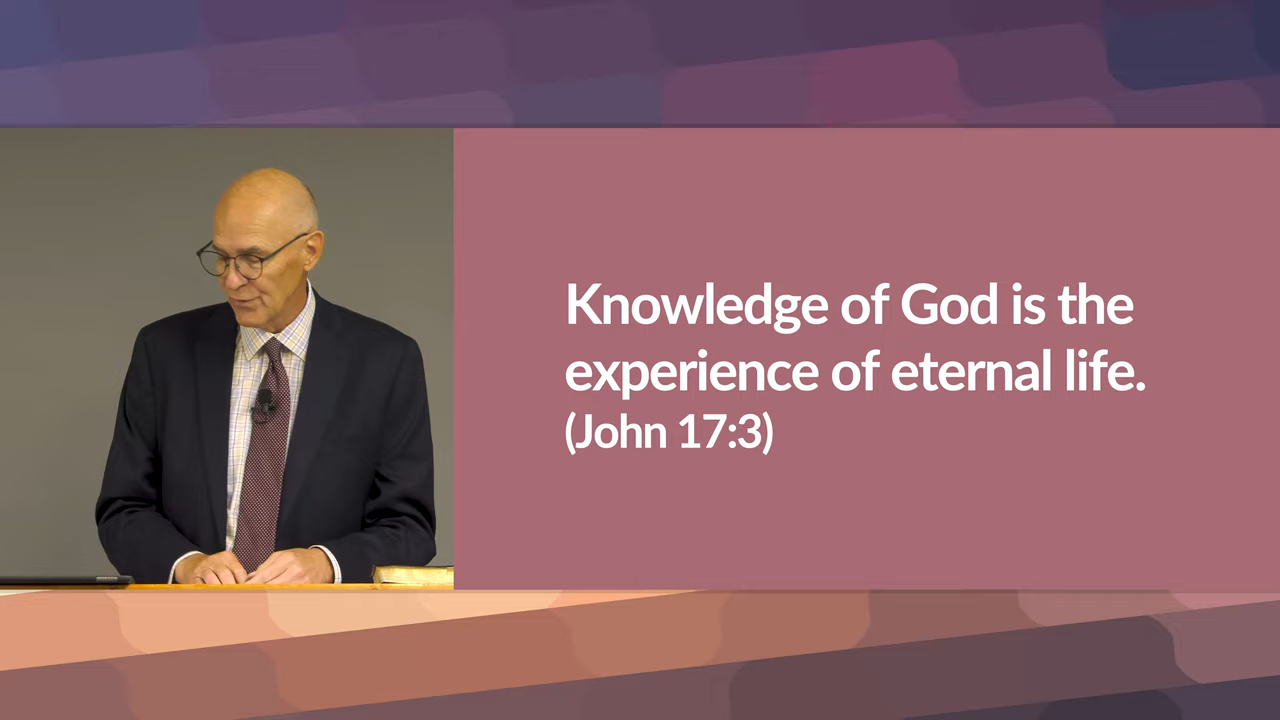 Knowledge of God is the
experience of eternal life.
(John 17:3)